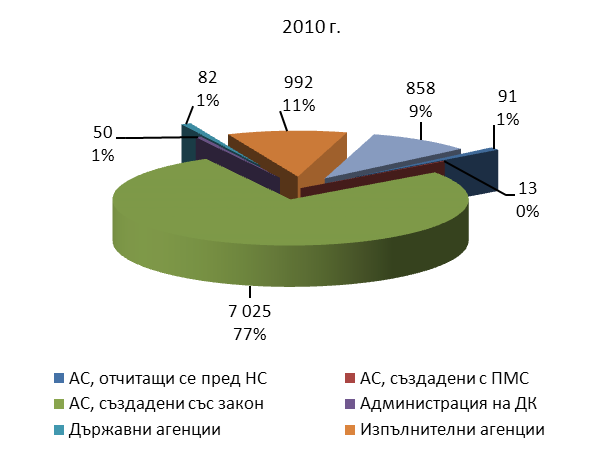 2010 г.
82
1%
992
11%
858
9%
91
1%
50
1%
13
0%
7 025
77%
АС, отчитащи се пред НС
АС, създадени с ПМС
АС, създадени със закон
Администрация на ДК
Държавни агенции
Изпълнителни агенции